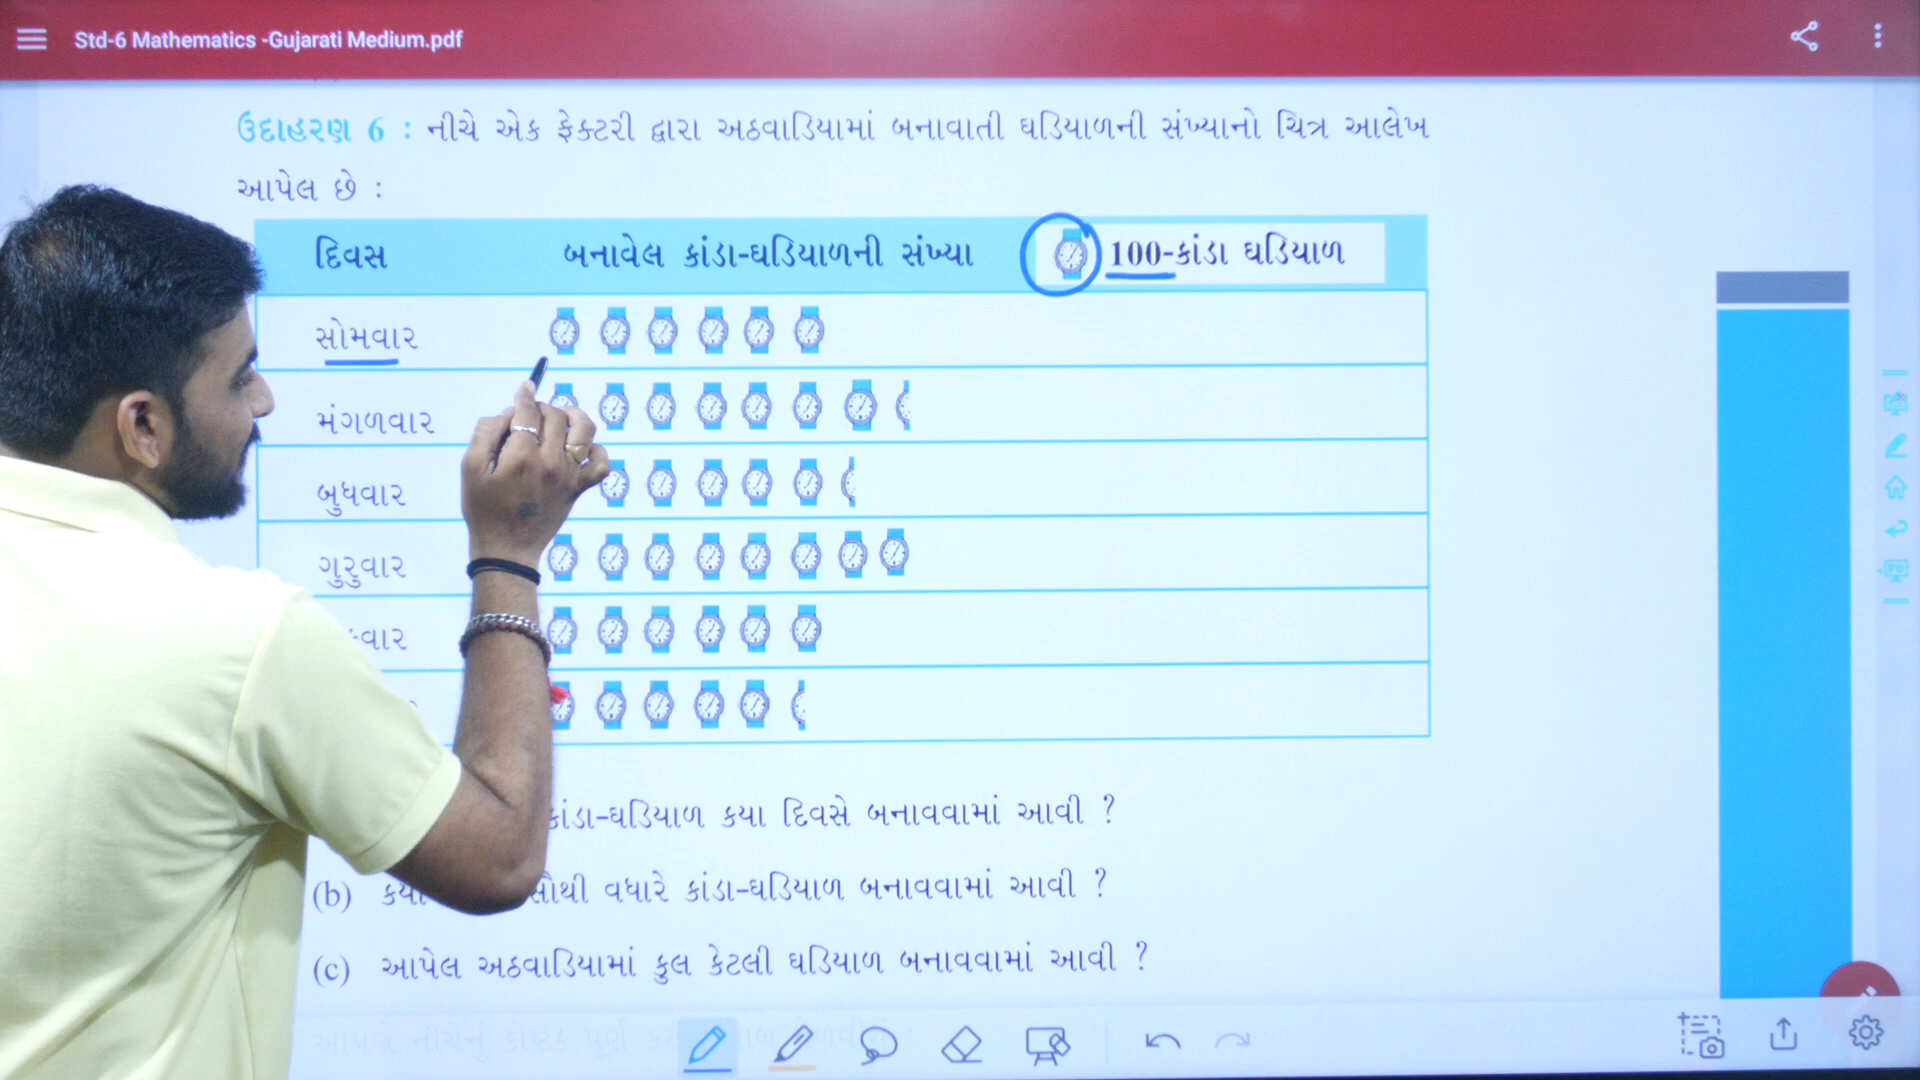 Std-6 Mathematics -Gujarati Medium.pdf
ઉદાહરણ 6 : નીચે એક ફેક્ટરી દ્વારા અઠવાડિયામાં બનાવાતી ઘડિયાળની સંખ્યાનો ચિત્ર આલેખ
આપેલ છે :
દિવસ બનાવેલ કાંડા-ઘડિયાળની સંખ્યા 100-કાંડા ઘડિયાળ
સોમવાર
મંગળવાર
બુધવાર
ગુરુવાર
વાર
કાંડા-ઘડિયાળ કયા દિવસે બનાવવામાં આવી ?
(b) સૌથી વધારે કાંડા-ઘડિયાળ બનાવવામાં આવી ?
(c) આપેલ અઠવાડિયામાં કુલ કેટલી ઘડિયાળ બનાવવામાં આવી ?
આપણે નીચેનું કોષ્ટક પૂર્ણ